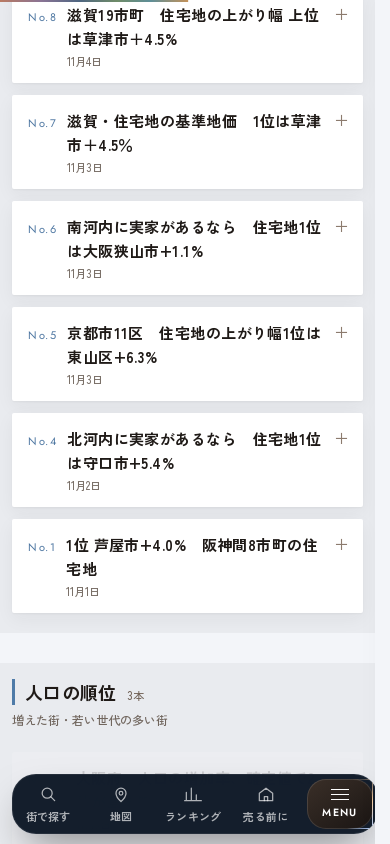 No.8
滋賀19市町　住宅地の上がり幅 上位
は草津市＋4.5%
11月4日
No.7
滋賀・住宅地の基準地価　1位は草津
市＋4.5％
11月3日
No.6
南河内に実家があるなら　住宅地1位
は大阪狭山市+1.1%
11月3日
No.5
京都市11区　住宅地の上がり幅1位は
東山区+6.3%
11月3日
No.4
北河内に実家があるなら　住宅地1位
は守口市+5.4%
11月2日
No.1
1位 芦屋市+4.0%　阪神間8市町の住
宅地
11月1日
人口の順位 3本
増えた街・若い世代の多い街
街で探す
地図
ランキング
売る前に
MENU